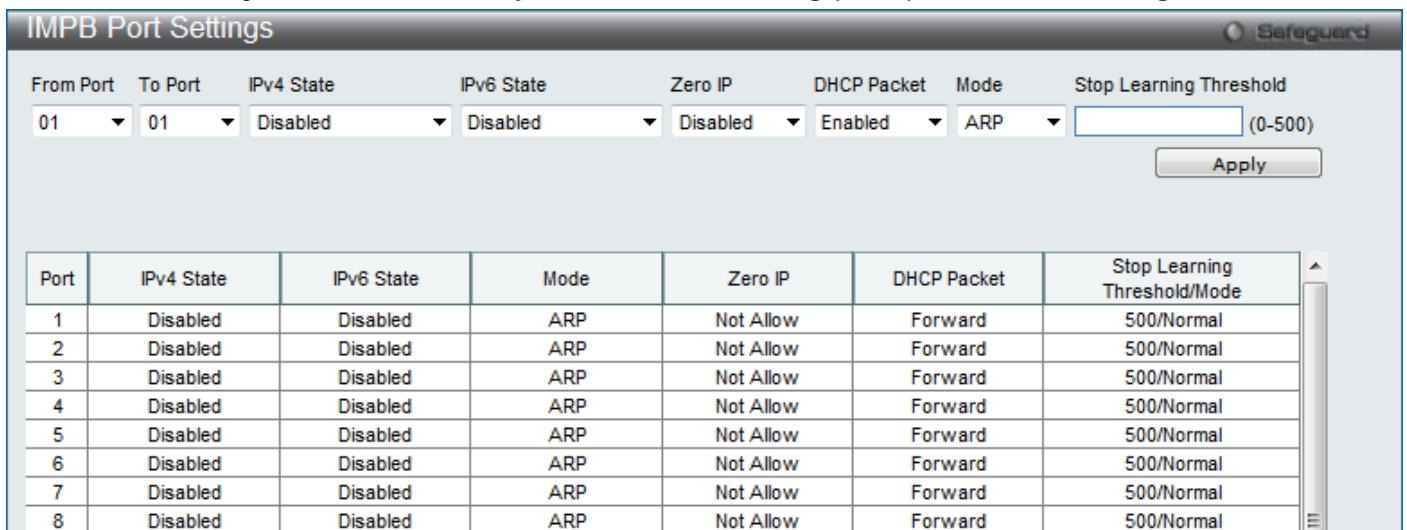 IMPB Port Settings Safeguard
From Port To Port IPv4 State IPv6 State Zero IP DHCP Packet Mode Stop Learning Threshold
01 01 Disabled Disabled Disabled Enabled ARP (0-500)
Apply
Port IPv4 State IPv6 State Mode Zero IP DHCP Packet Stop Learning Threshold/Mode
1 Disabled Disabled ARP Not Allow Forward 500/Normal
2 Disabled Disabled ARP Not Allow Forward 500/Normal
3 Disabled Disabled ARP Not Allow Forward 500/Normal
4 Disabled Disabled ARP Not Allow Forward 500/Normal
5 Disabled Disabled ARP Not Allow Forward 500/Normal
6 Disabled Disabled ARP Not Allow Forward 500/Normal
7 Disabled Disabled ARP Not Allow Forward 500/Normal
8 Disabled Disabled ARP Not Allow Forward 500/Normal